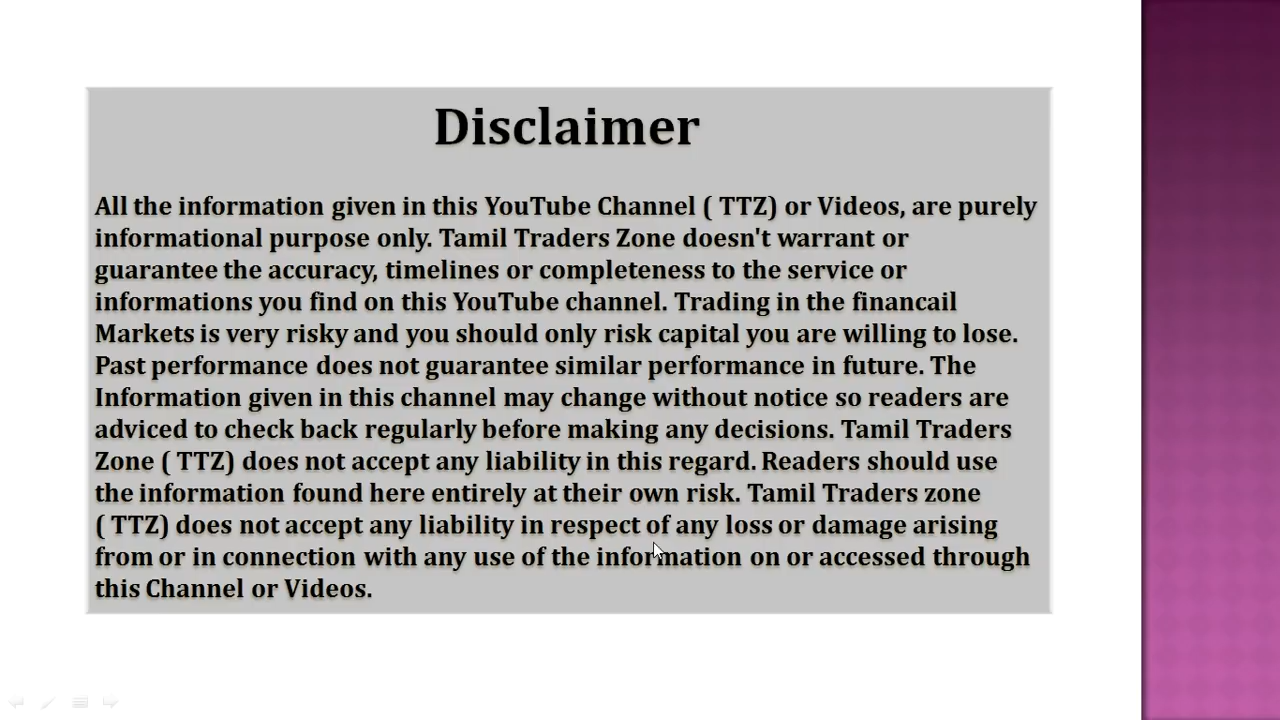 Disclaimer
All the information given in this YouTube Channel ( TTZ) or Videos, are purely
informational purpose only. Tamil Traders Zone doesn't warrant or
guarantee the accuracy, timelines or completeness to the service or
informations you find on this YouTube channel. Trading in the financail
Markets is very risky and you should only risk capital you are willing to lose.
Past performance does not guarantee similar performance in future. The
Information given in this channel may change without notice so readers are
adviced to check back regularly before making any decisions. Tamil Traders
Zone ( TTZ) does not accept any liability in this regard. Readers should use
the information found here entirely at their own risk. Tamil Traders zone
( TTZ) does not accept any liability in respect of any loss or damage arising
from or in connection with any use of the information on or accessed through
this Channel or Videos.